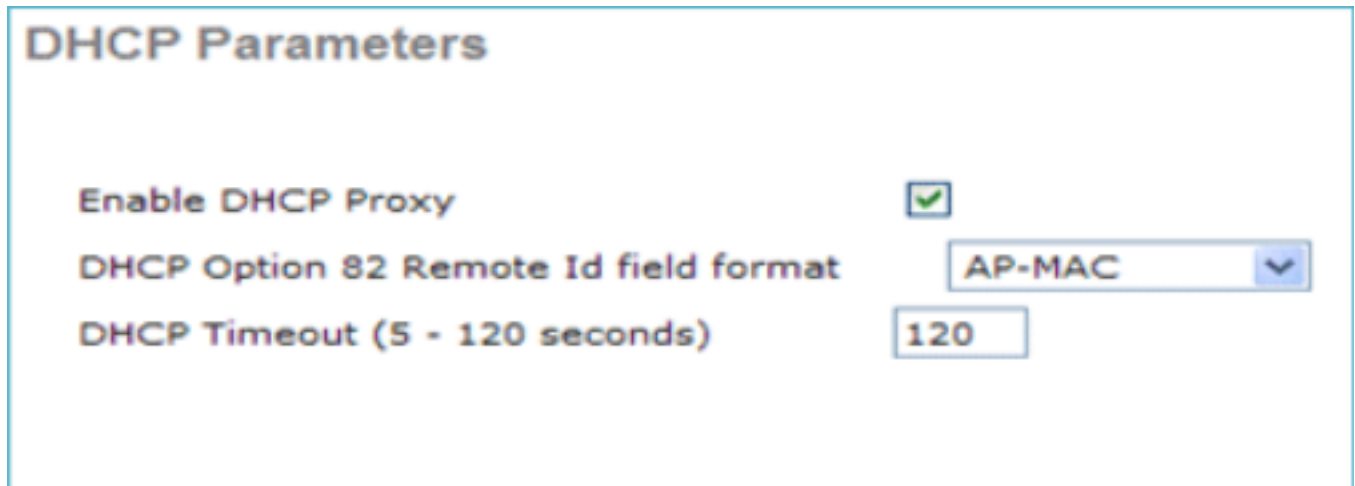 DHCP Parameters
Enable DHCP Proxy
DHCP Option 82 Remote Id field format AP-MAC
DHCP Timeout (5 - 120 seconds) 120